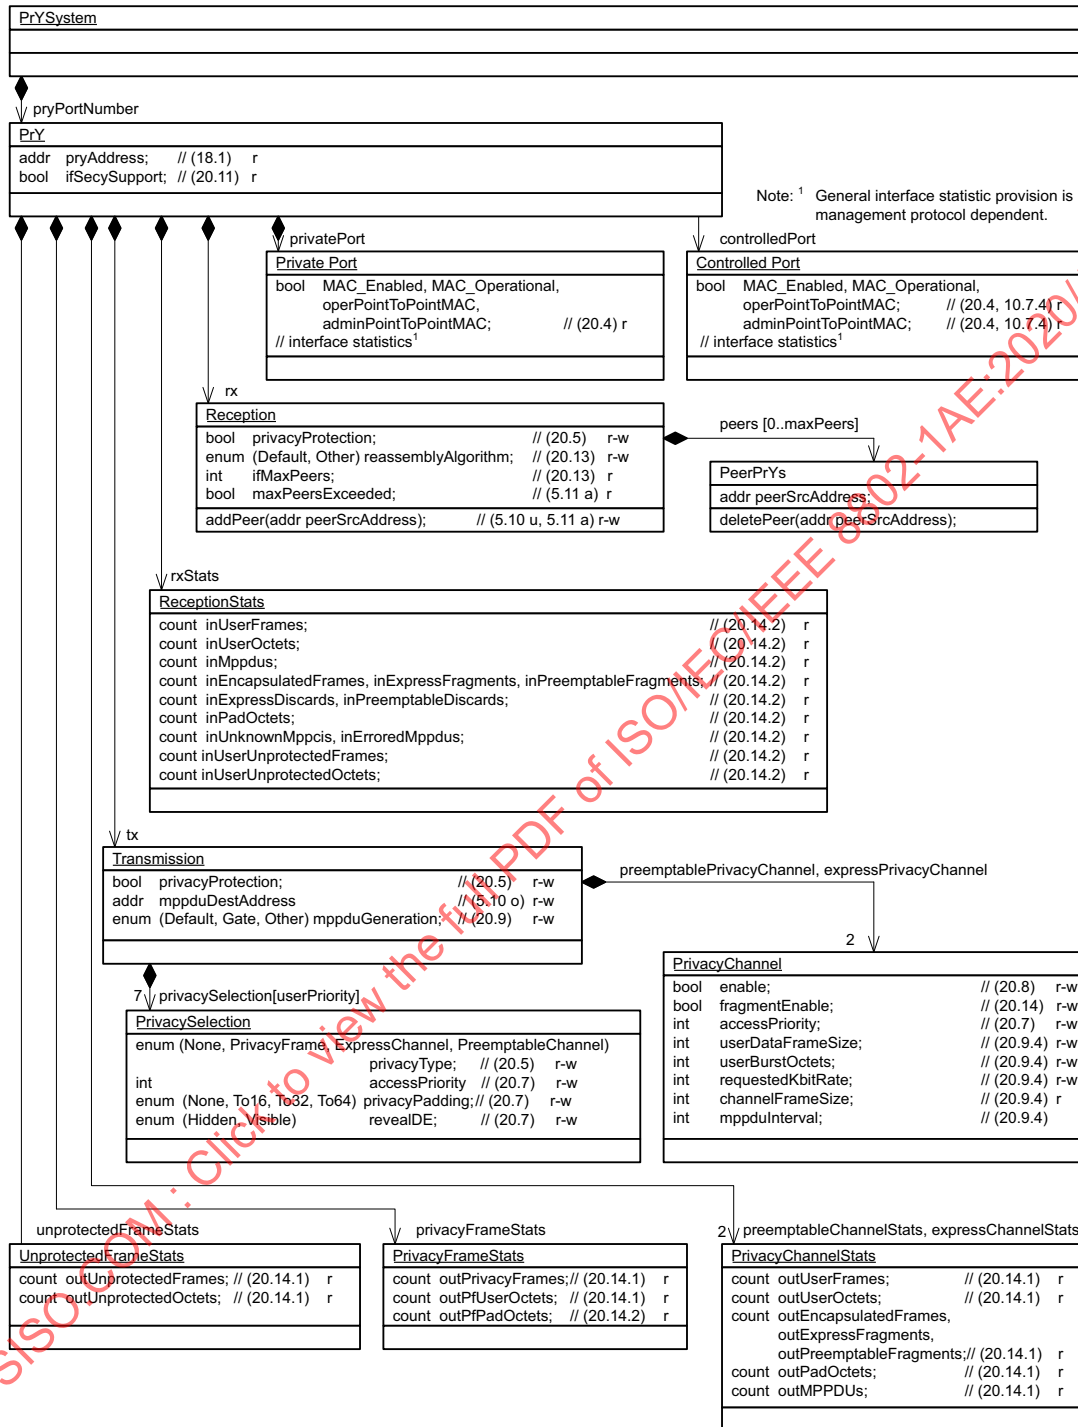 PrYSystem
pryPortNumber
PrY
addr pryAddress; // (18.1) r
bool ifSecySupport; // (20.11) r
Note: 1 General interface statistic provision is
management protocol dependent.
privatePort
controlledPort
Private Port
bool MAC_Enabled, MAC_Operational,
operPointToPointMAC,
adminPointToPointMAC; // (20.4) r
// interface statistics1
Controlled Port
bool MAC_Enabled, MAC_Operational,
operPointToPointMAC; // (20.4, 10.7.4) r
adminPointToPointMAC; // (20.4, 10.7.4) r
// interface statistics1
rx
Reception
bool privacyProtection; // (20.5) r-w
enum (Default, Other) reassemblyAlgorithm; // (20.13) r-w
int ifMaxPeers; // (20.13) r
bool maxPeersExceeded; // (5.11 a) r
addPeer(addr peerSrcAddress); // (5.10 u, 5.11 a) r-w
peers [0..maxPeers]
PeerPrYs
addr peerSrcAddress;
deletePeer(addr peerSrcAddress);
rxStats
ReceptionStats
count inUserFrames; // (20.14.2) r
count inUserOctets; // (20.14.2) r
count inMppdus; // (20.14.2) r
count inEncapsulatedFrames, inExpressFragments, inPreemptableFragments; // (20.14.2) r
count inExpressDiscards, inPreemptableDiscards; // (20.14.2) r
count inPadOctets; // (20.14.2) r
count inUnknownMppcis, inErroredMppdus; // (20.14.2) r
count inUserUnprotectedFrames; // (20.14.2) r
count inUserUnprotectedOctets; // (20.14.2) r
tx
Transmission
bool privacyProtection; // (20.5) r-w
addr mppduDestAddress // (5.10 o) r-w
enum (Default, Gate, Other) mppduGeneration; // (20.9) r-w
preemptablePrivacyChannel, expressPrivacyChannel
2
7 privacySelection[userPriority]
PrivacySelection
enum (None, PrivacyFrame, ExpressChannel, PreemptableChannel)
privacyType; // (20.5) r-w
int accessPriority // (20.7) r-w
enum (None, To16, To32, To64) privacyPadding; // (20.7) r-w
enum (Hidden, Visible) revealDE; // (20.7) r-w
PrivacyChannel
bool enable; // (20.8) r-w
bool fragmentEnable; // (20.14) r-w
int accessPriority; // (20.7) r-w
int userDataFrameSize; // (20.9.4) r-w
int userBurstOctets; // (20.9.4) r-w
int requestedKbitRate; // (20.9.4) r-w
int channelFrameSize; // (20.9.4) r
int mppduInterval; // (20.9.4)
unprotectedFrameStats
privacyFrameStats
2 preemptableChannelStats, expressChannelStats
UnprotectedFrameStats
count outUnprotectedFrames; // (20.14.1) r
count outUnprotectedOctets; // (20.14.1) r
PrivacyFrameStats
count outPrivacyFrames; // (20.14.1) r
count outPfUserOctets; // (20.14.1) r
count outPfPadOctets; // (20.14.2) r
PrivacyChannelStats
count outUserFrames; // (20.14.1) r
count outUserOctets; // (20.14.1) r
count outEncapsulatedFrames,
outExpressFragments,
outPreemptableFragments; // (20.14.1) r
count outPadOctets; // (20.14.1) r
count outMPPDUs; // (20.14.1) r
SISO.COM : Click to view the full PDF of ISO/IEC/IEEE 8802-1AE:2020/